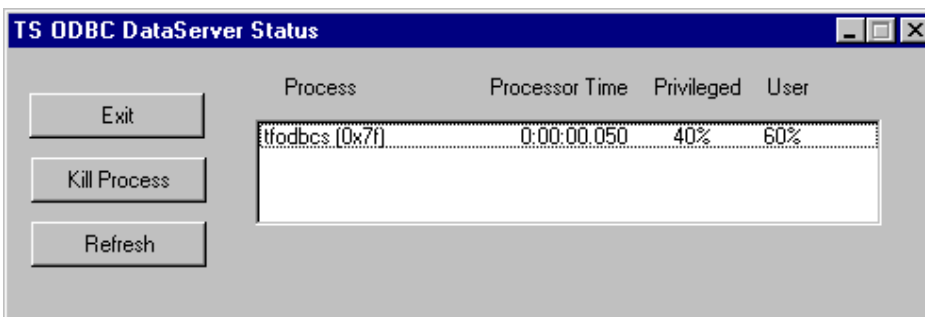 TS ODBC DataServer Status
Process Processor Time Privileged User
Exit
tfodbcs (0x7f) 0:00:00.050 40% 60%
Kill Process
Refresh